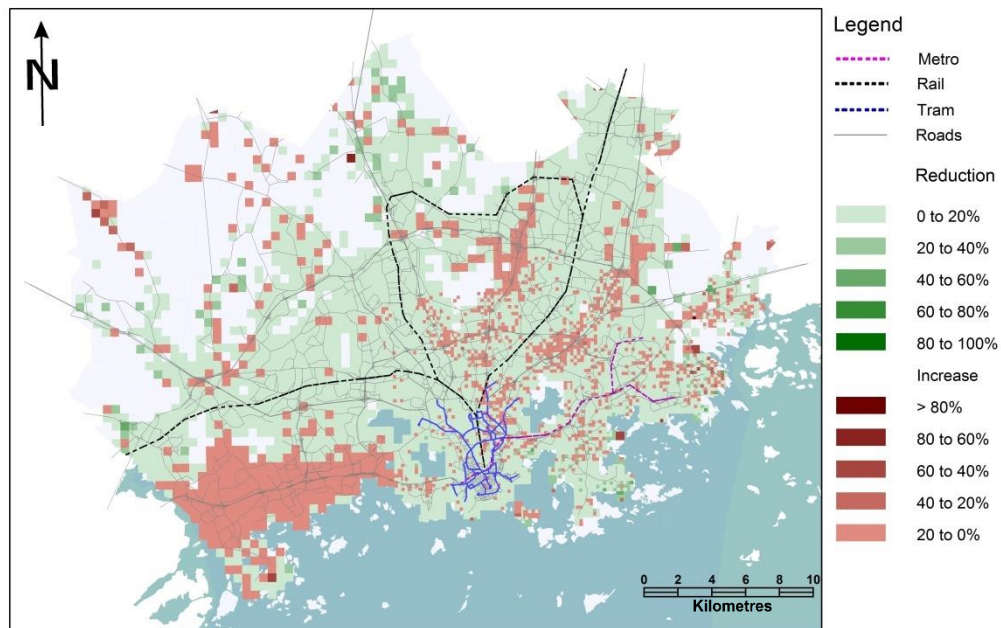 N
Legend
Metro
Rail
Tram
Roads
Reduction
0 to 20%
20 to 40%
40 to 60%
60 to 80%
80 to 100%
Increase
> 80%
80 to 60%
60 to 40%
40 to 20%
20 to 0%
0 2 4 6 8 10
Kilometres